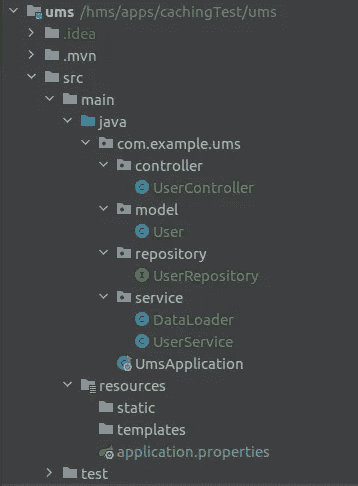 ums /hms/apps/cachingTest/ums
.idea
.mvn
src
main
java
com.example.ums
controller
UserController
model
User
repository
UserRepository
service
DataLoader
UserService
UmsApplication
resources
static
templates
application.properties
test